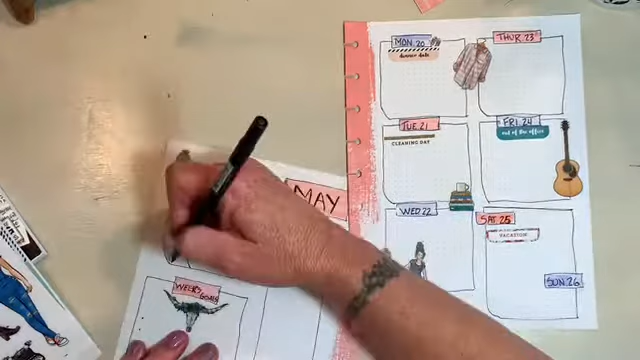 MON. 20
dinner date
THUR. 23
TUE. 21
CLEANING DAY
FRI. 24
out of the office
MAY
WED. 22
SAT. 25
VACATION
SUN. 26
WEEK'S
GOALS